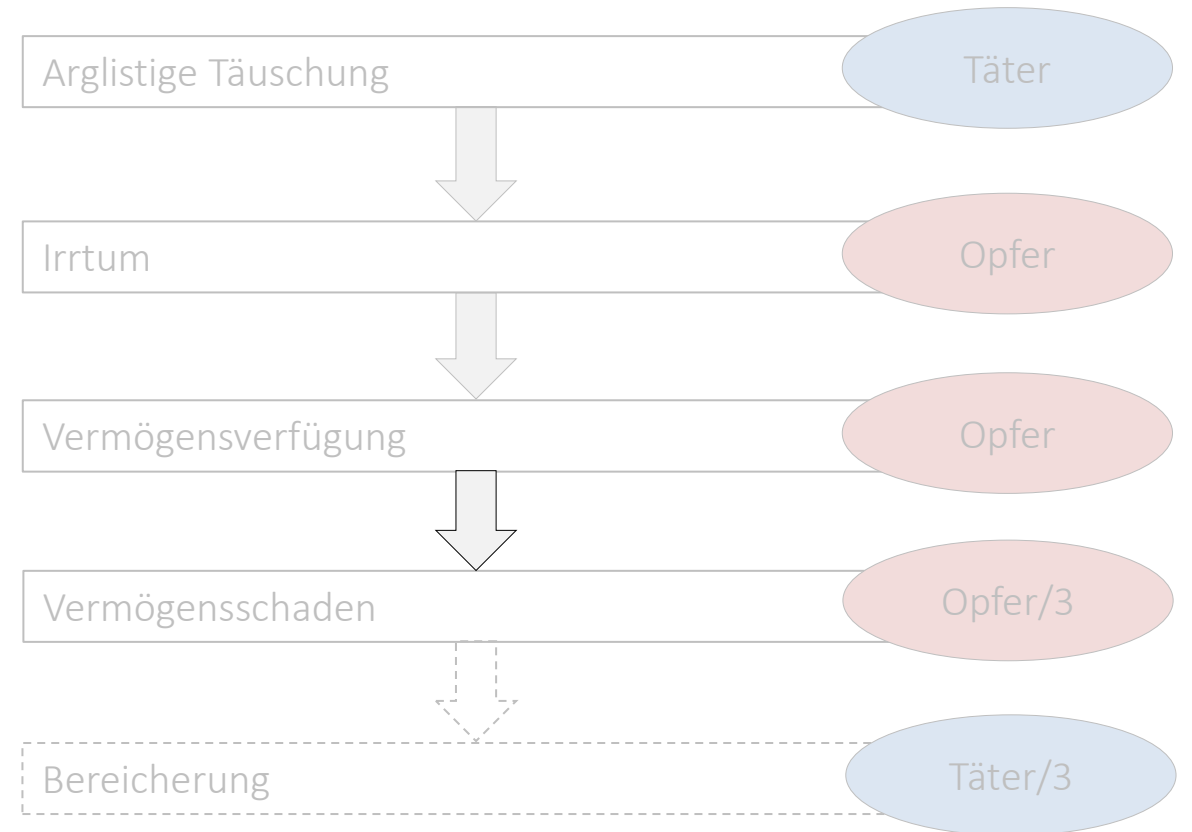 Arglistige Täuschung
Täter
Irrtum
Opfer
Vermögensverfügung
Opfer
Vermögensschaden
Opfer/3
Bereicherung
Täter/3